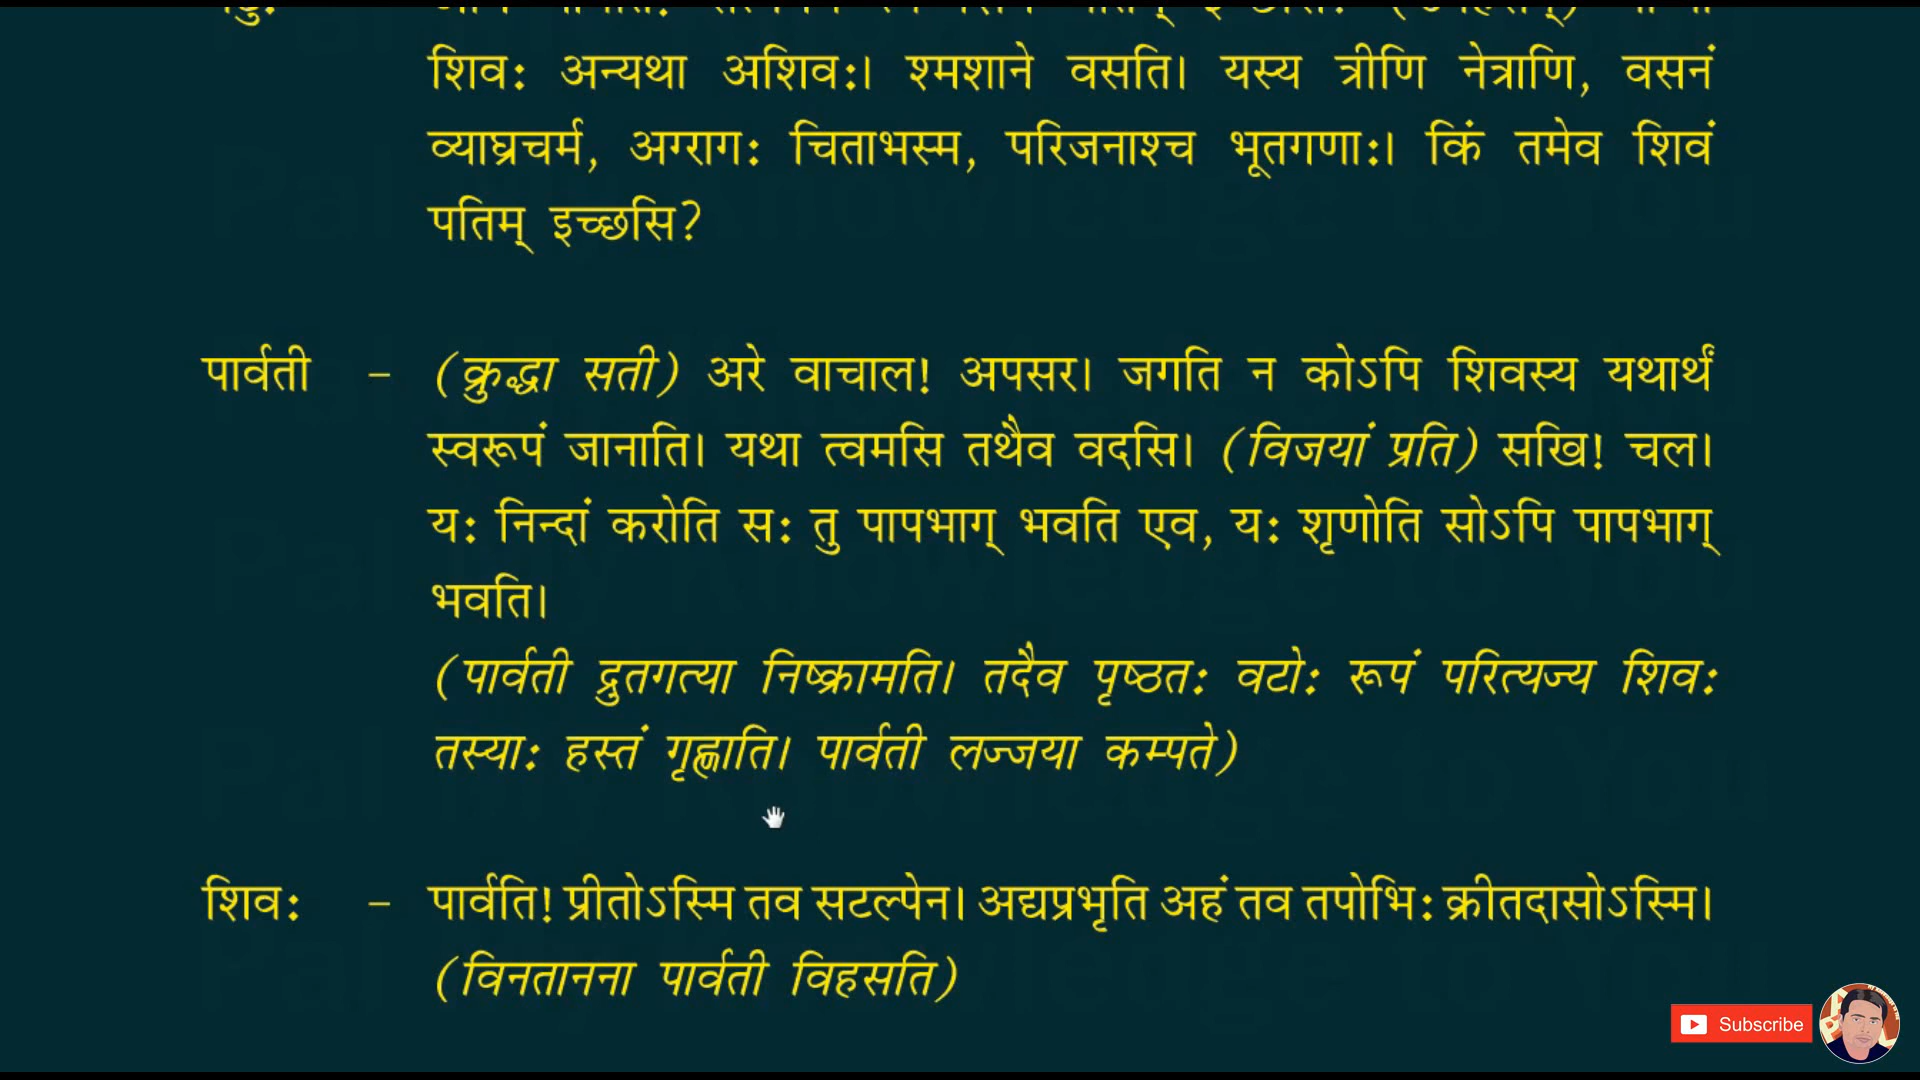 शिवः अन्यथा अशिवः। श्मशाने वसति। यस्य त्रीणि नेत्राणि, वसनं
व्याघ्रचर्म, अग्रागः चिताभस्म, परिजनाश्च भूतगणाः। किं तमेव शिवं
पतिम् इच्छसि?
पार्वती – (क्रुद्धा सती) अरे वाचाल! अपसर। जगति न कोऽपि शिवस्य यथार्थं
स्वरूपं जानाति। यथा त्वमसि तथैव वदसि। (विजयां प्रति) सखि! चल।
यः निन्दां करोति सः तु पापभाग् भवति एव, यः शृणोति सोऽपि पापभाग्
भवति।
(पार्वती द्रुतगत्या निष्क्रामति। तदैव पृष्ठतः वटोः रूपं परित्यज्य शिवः
तस्याः हस्तं गृह्णाति। पार्वती लज्जया कम्पते)
शिवः – पार्वति! प्रीतोऽस्मि तव सटल्पेन। अद्यप्रभृति अहं तव तपोभिः क्रीतदासोऽस्मि।
(विनतानना पार्वती विहसति)
Subscribe